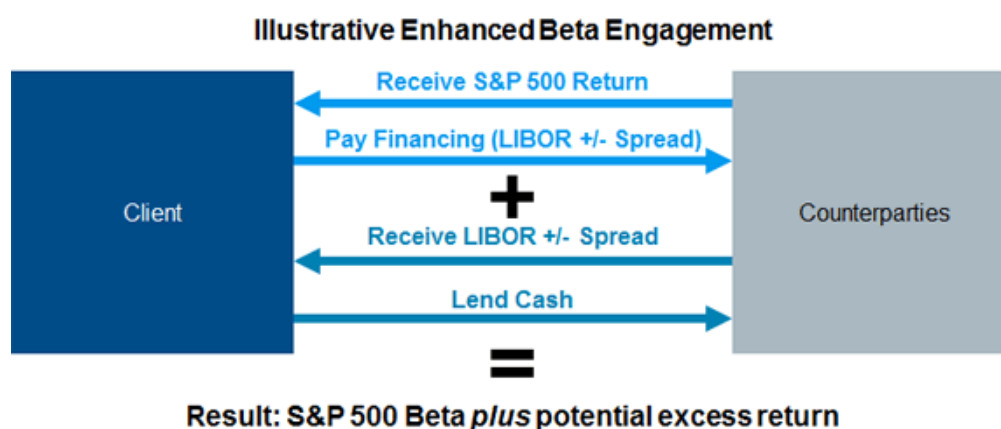 Illustrative Enhanced Beta Engagement
Receive S&P 500 Return
Pay Financing (LIBOR +/- Spread)
+
Client
Counterparties
Receive LIBOR +/- Spread
Lend Cash
=
Result: S&P 500 Beta plus potential excess return